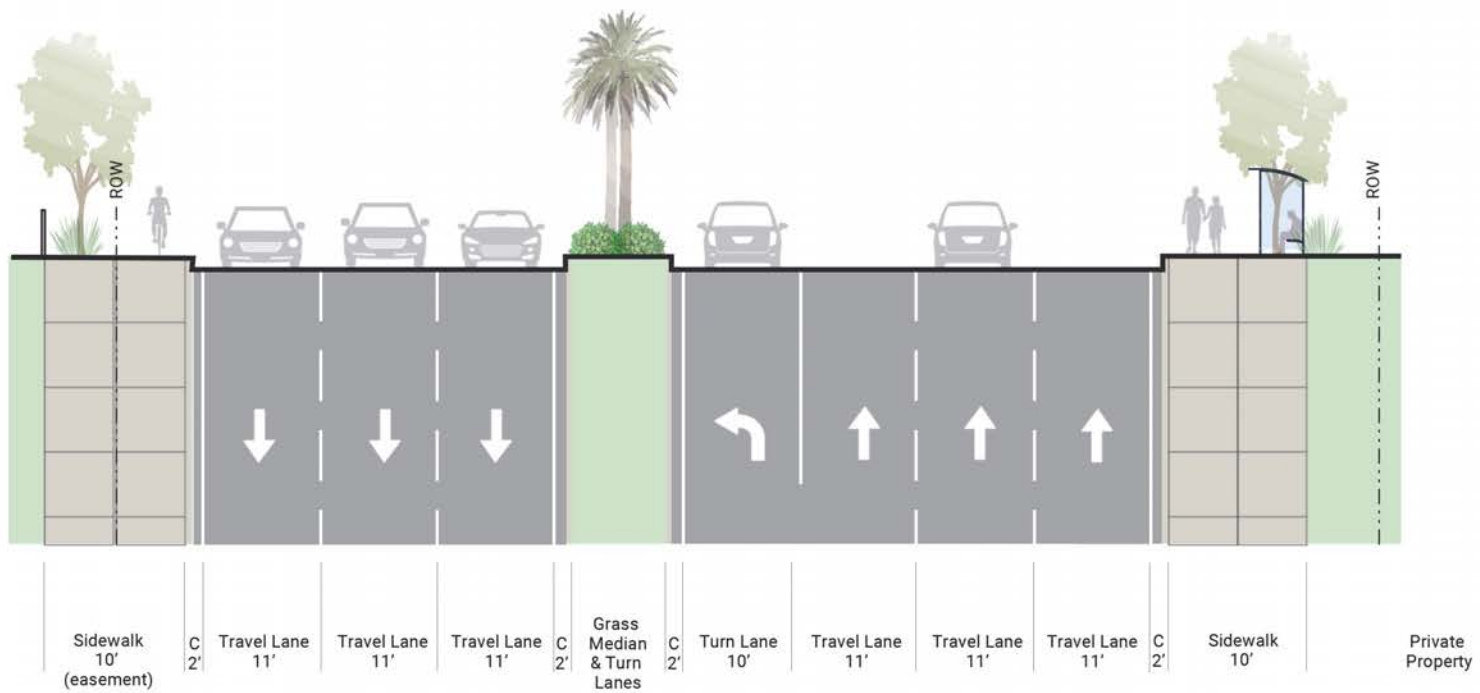 ROW
ROW
Sidewalk
10'
(easement)
C
2'
Travel Lane
11'
Travel Lane
11'
Travel Lane
11'
C
2'
Grass
Median
& Turn
Lanes
C
2'
Turn Lane
10'
Travel Lane
11'
Travel Lane
11'
Travel Lane
11'
C
2'
Sidewalk
10'
Private
Property